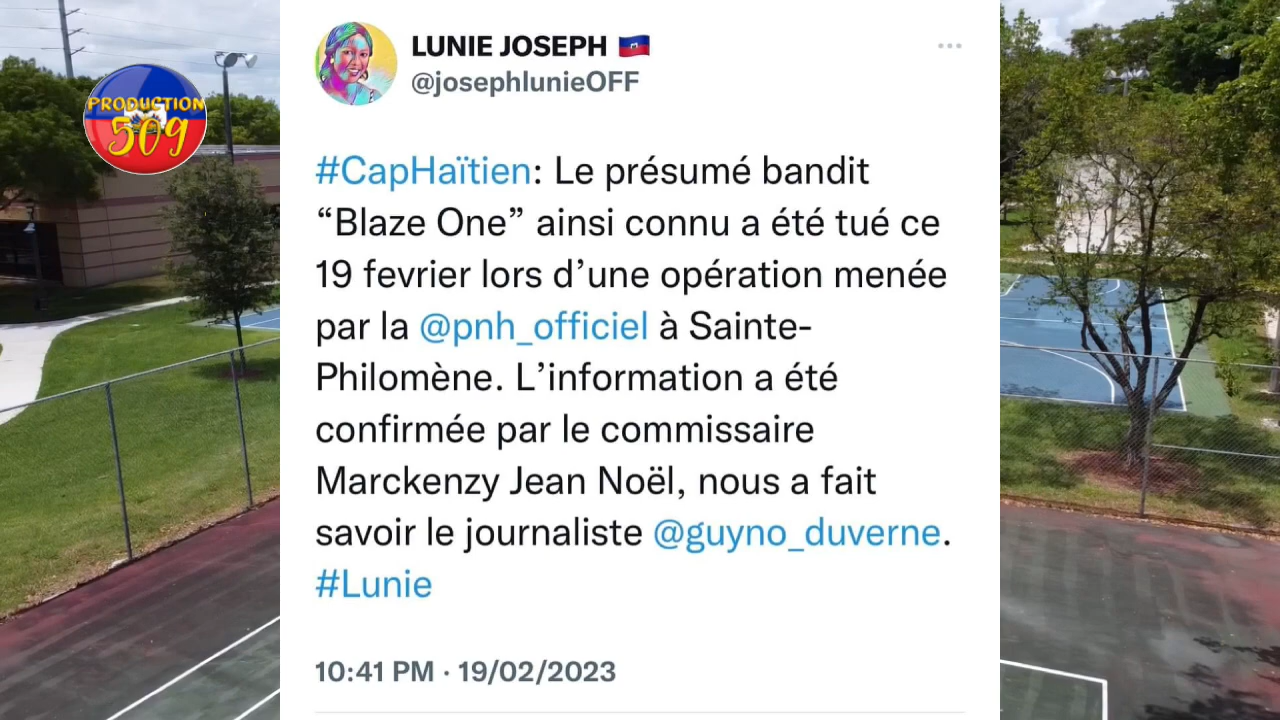 PRODUCTION
509
LUNIE JOSEPH 🇭🇹
@josephlunieOFF
#CapHaïtien: Le présumé bandit
“Blaze One” ainsi connu a été tué ce
19 fevrier lors d’une opération menée
par la @pnh_officiel à Sainte-
Philomène. L’information a été
confirmée par le commissaire
Marckenzy Jean Noël, nous a fait
savoir le journaliste @guyno_duverne.
#Lunie
10:41 PM · 19/02/2023